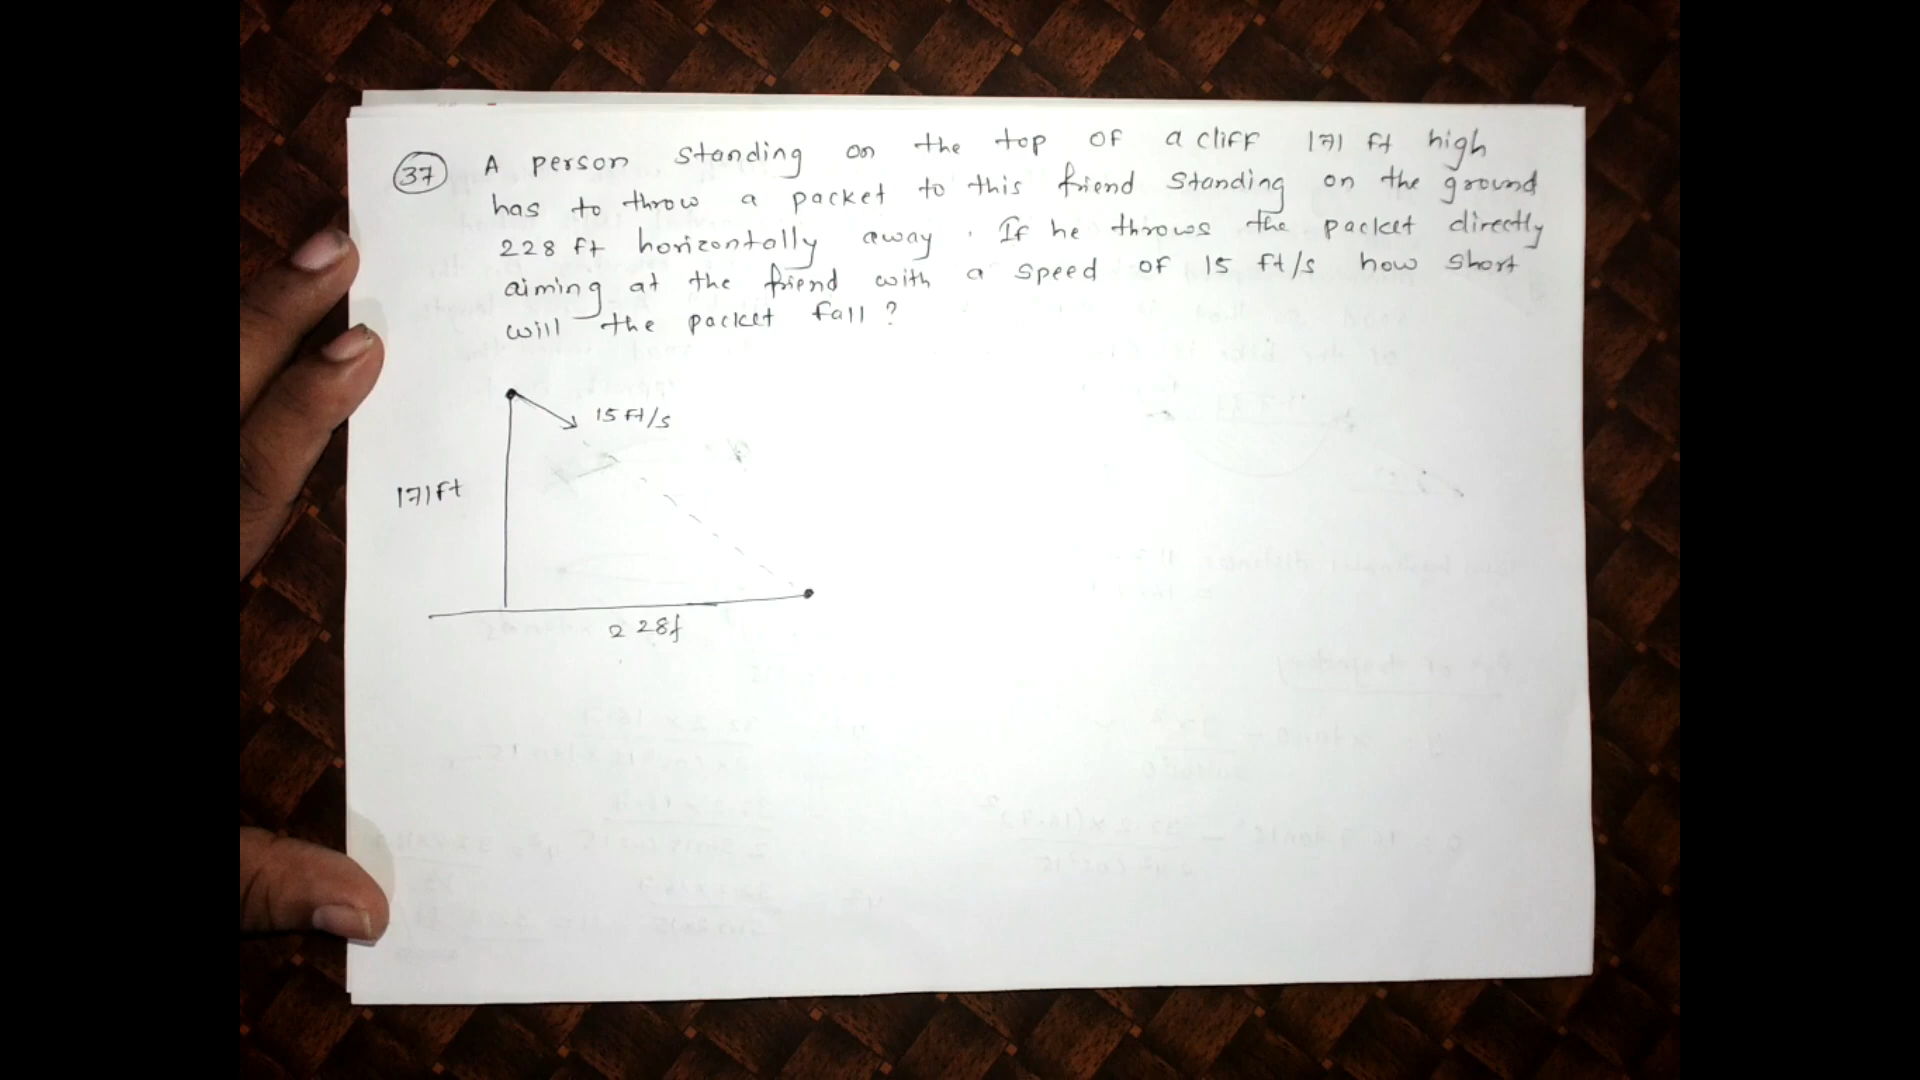 37 A person standing on the top of a cliff 171 ft high
has to throw a packet to this friend standing on the ground
228 ft horizontally away. If he throws the packet directly
aiming at the friend with a speed of 15 ft/s how short
will the packet fall?
15 ft/s
171 ft
228f